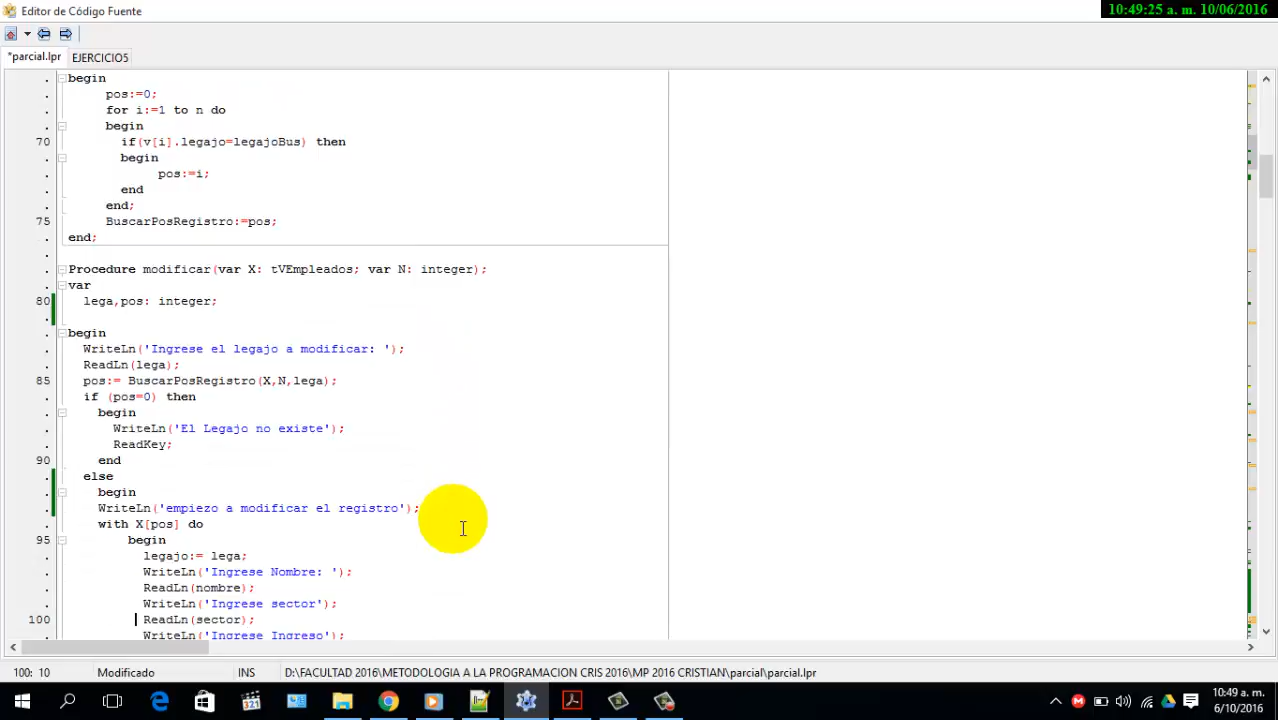 Editor de Código Fuente
10:49:25 a. m. 10/06/2016
*parcial.lpr EJERCICIO5
begin
pos:=0;
for i:=1 to n do
begin
70 if(v[i].legajo=legajoBus) then
begin
pos:=i;
end
end;
75 BuscarPosRegistro:=pos;
end;
Procedure modificar(var X: tVEmpleados; var N: integer);
var
80 lega,pos: integer;
begin
WriteLn('Ingrese el legajo a modificar: ');
ReadLn(lega);
85 pos:= BuscarPosRegistro(X,N,lega);
if (pos=0) then
begin
WriteLn('El Legajo no existe');
ReadKey;
90 end
else
begin
WriteLn('empiezo a modificar el registro');
with X[pos] do
95 begin
legajo:= lega;
WriteLn('Ingrese Nombre: ');
ReadLn(nombre);
WriteLn('Ingrese sector');
100 ReadLn(sector);
WriteLn('Ingrese Ingreso');
100: 10 Modificado INS D:\FACULTAD 2016\METODOLOGIA A LA PROGRAMACION CRIS 2016\MP 2016 CRISTIAN\parcial\parcial.lpr
321
10:49 a. m.
6/10/2016